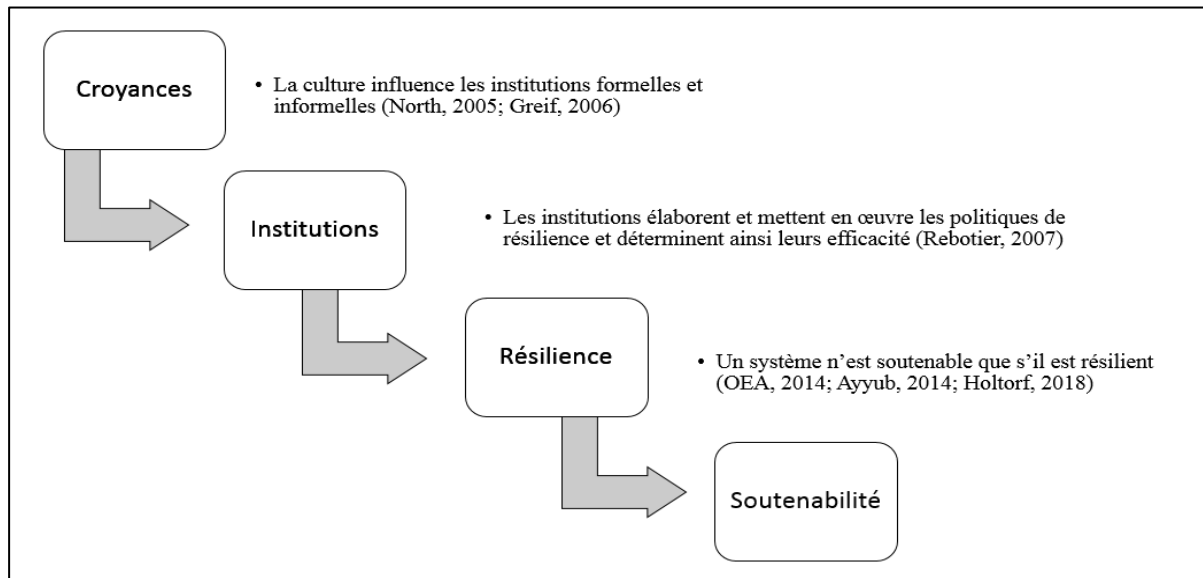 Croyances
• La culture influence les institutions formelles et
informelles (North, 2005; Greif, 2006)
Institutions
• Les institutions élaborent et mettent en œuvre les politiques de
résilience et déterminent ainsi leurs efficacité (Rebotier, 2007)
Résilience
• Un système n’est soutenable que s’il est résilient
(OEA, 2014; Ayyub, 2014; Holtorf, 2018)
Soutenabilité